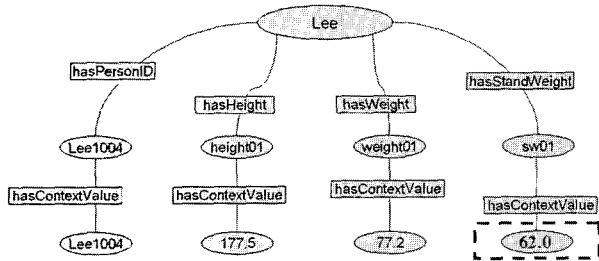 Lee
hasPersonID
hasStandWeight
hasHeight
hasWeight
Lee1004
height01
weight01
sw01
hasContextValue
hasContextValue
hasContextValue
hasContextValue
Lee1004
177.5
77.2
62.0